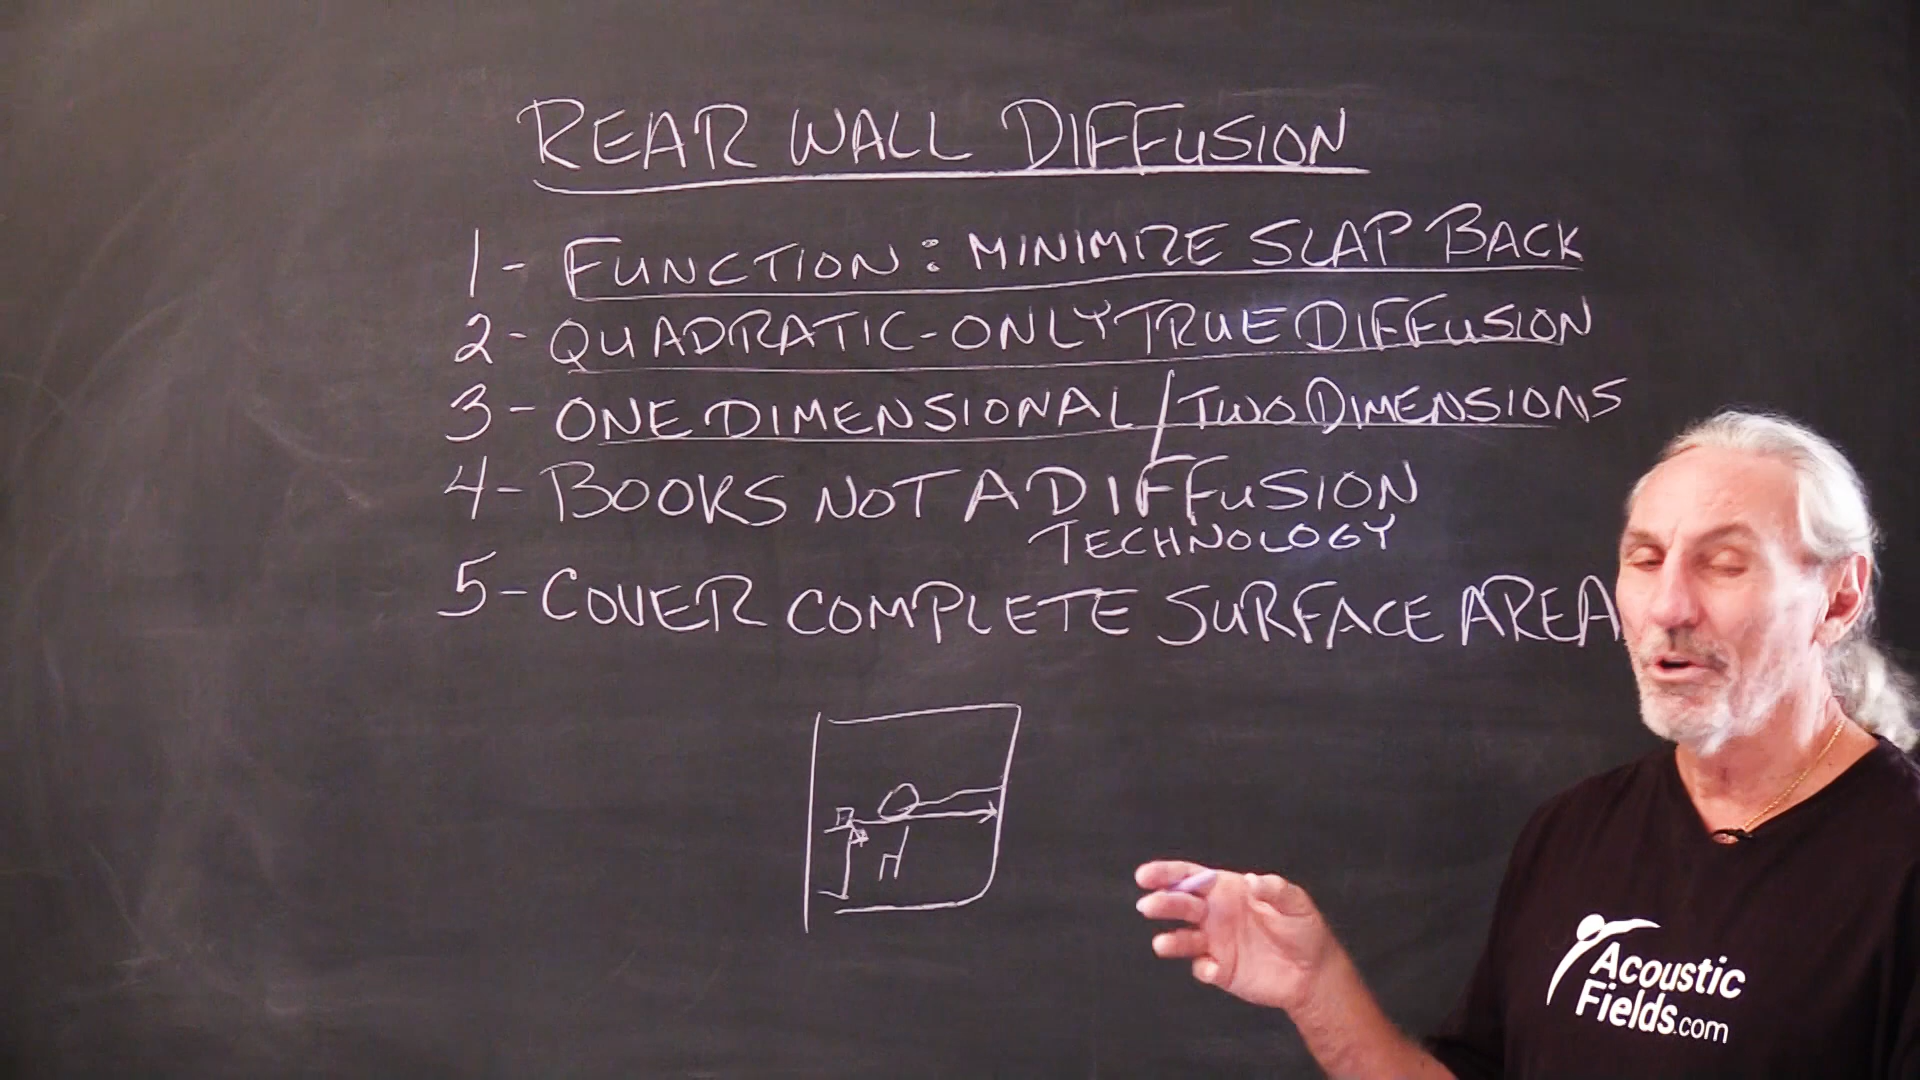 REAR WALL DIFFUSION
1- FUNCTION: MINIMIZE SLAP BACK
2- QUADRATIC-ONLY TRUE DIFFUSION
3- ONE DIMENSIONAL/TWO DIMENSIONS
4- BOOKS NOT A DIFFUSION
TECHNOLOGY
5- COVER COMPLETE SURFACE AREA
Acoustic
Fields.com